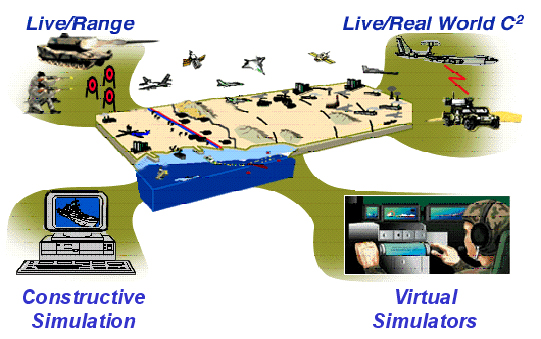 Live/Range
Live/Real World C²
Constructive
Simulation
Virtual
Simulators